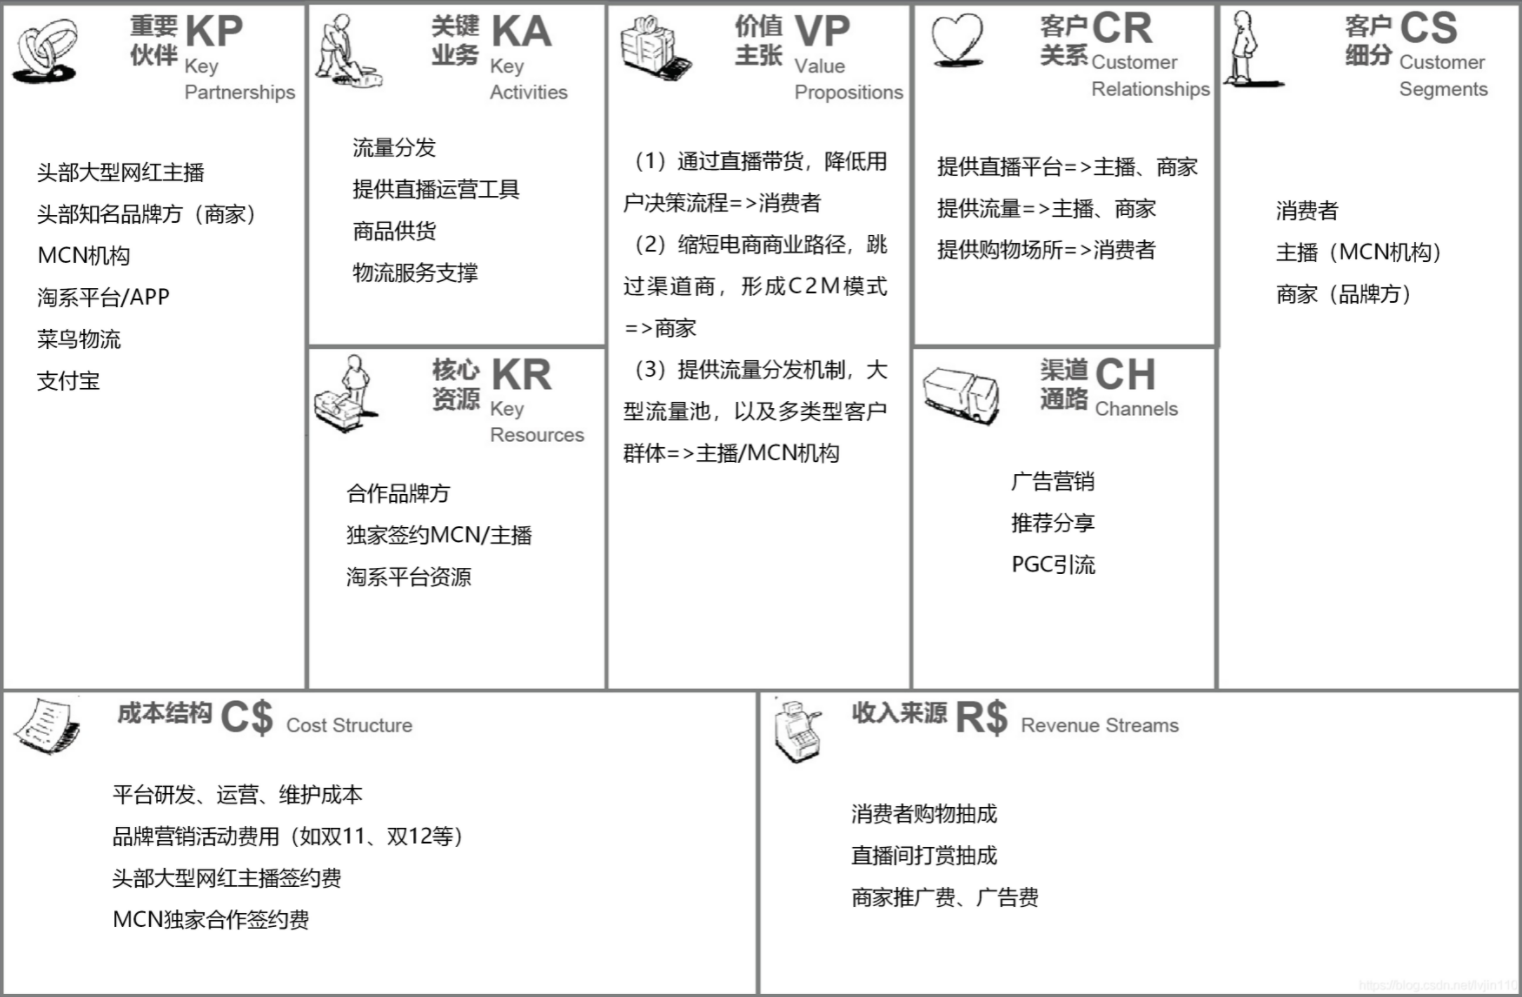 重要
伙伴
KP
Key
Partnerships
头部大型网红主播
头部知名品牌方（商家）
MCN机构
淘系平台/APP
菜鸟物流
支付宝
关键
业务
KA
Key
Activities
流量分发
提供直播运营工具
商品供货
物流服务支撑
核心
资源
KR
Key
Resources
合作品牌方
独家签约MCN/主播
淘系平台资源
价值
主张
VP
Value
Propositions
（1）通过直播带货，降低用
户决策流程=>消费者
（2）缩短电商商业路径，跳
过渠道商，形成C2M模式
=>商家
（3）提供流量分发机制，大
型流量池，以及多类型客户
群体=>主播/MCN机构
客户
关系
CR
Customer
Relationships
提供直播平台=>主播、商家
提供流量=>主播、商家
提供购物场所=>消费者
渠道
通路
CH
Channels
广告营销
推荐分享
PGC引流
客户
细分
CS
Customer
Segments
消费者
主播（MCN机构）
商家（品牌方）
成本结构 C$ Cost Structure
平台研发、运营、维护成本
品牌营销活动费用（如双11、双12等）
头部大型网红主播签约费
MCN独家合作签约费
收入来源 R$ Revenue Streams
消费者购物抽成
直播间打赏抽成
商家推广费、广告费